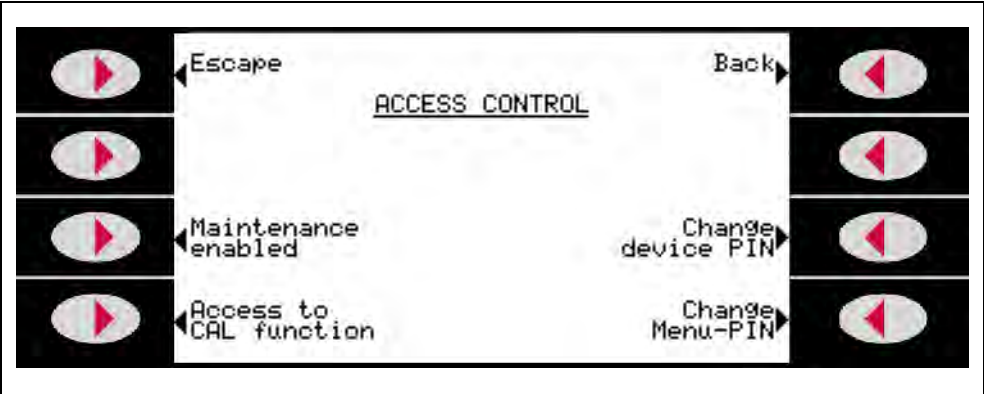 Escape
Back
ACCESS CONTROL
Maintenance
enabled
Change
device PIN
Access to
CAL function
Change
Menu-PIN